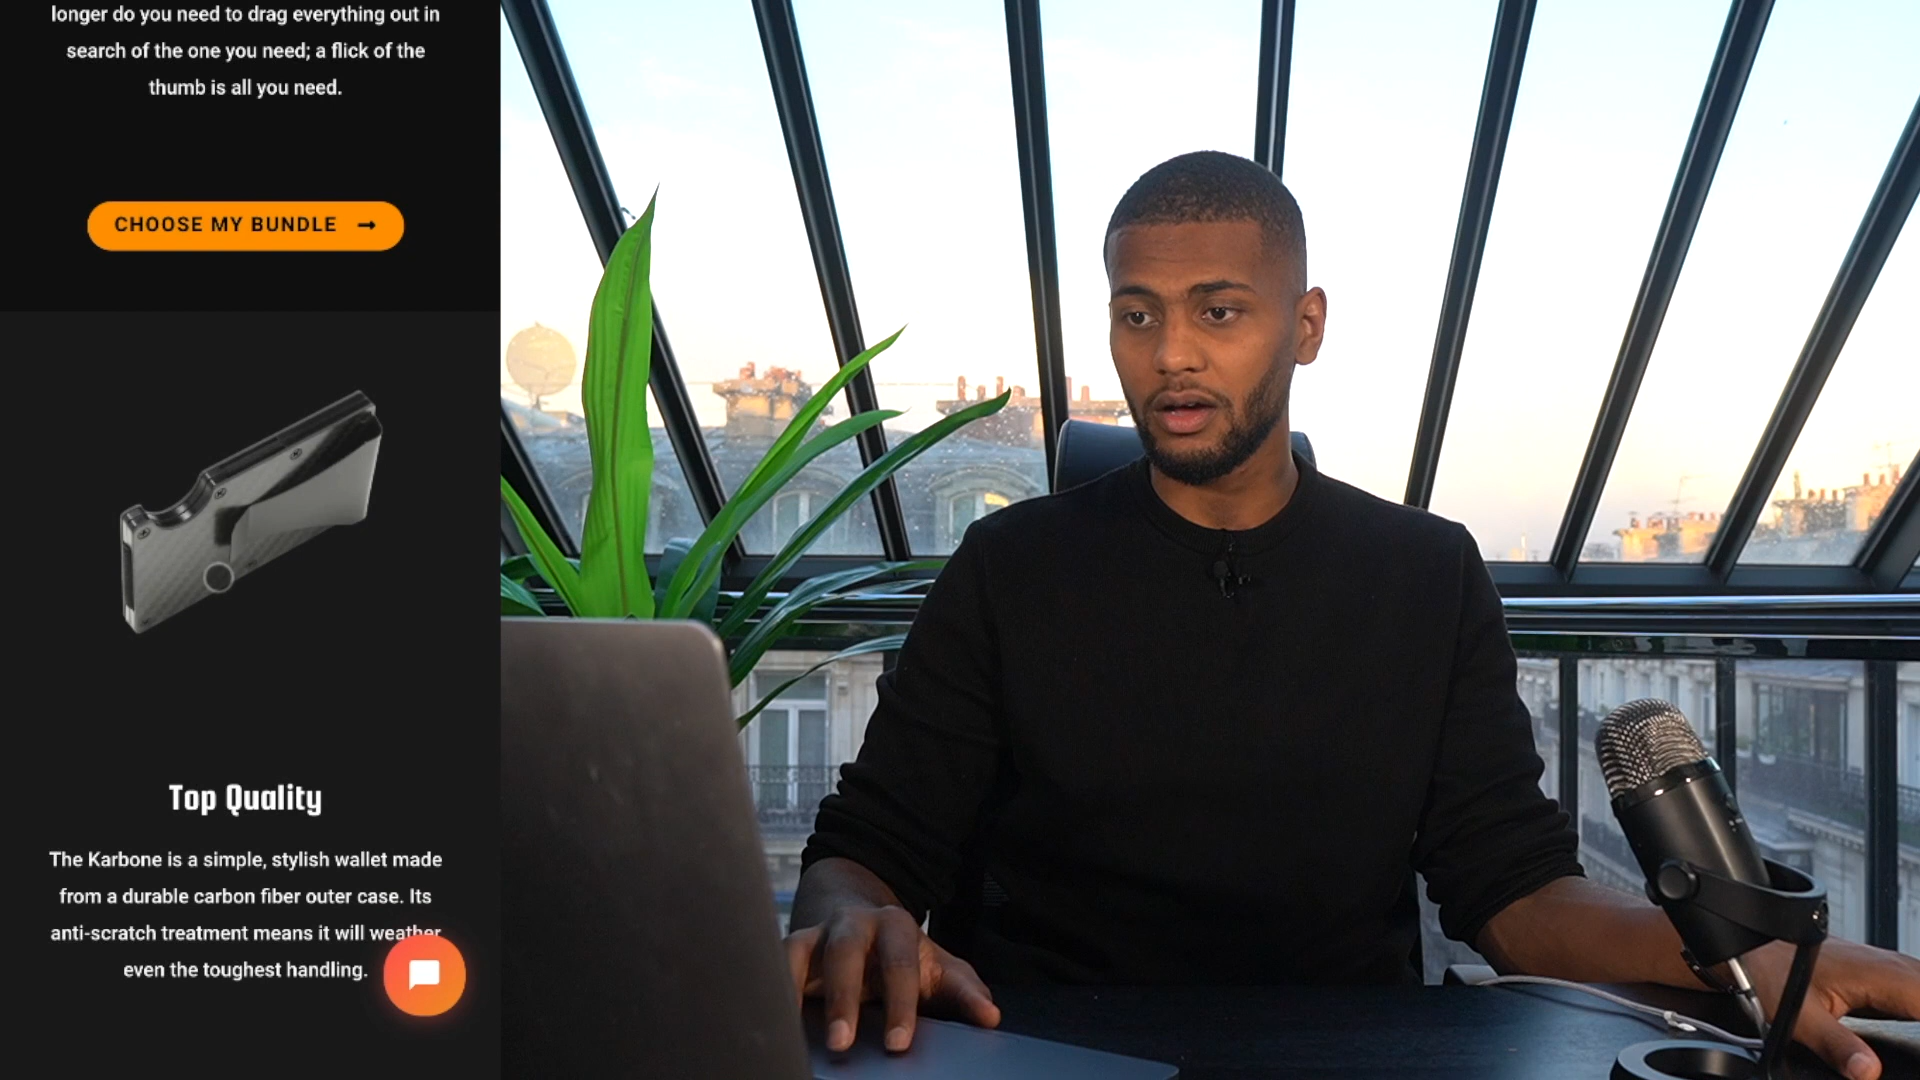 longer do you need to drag everything out in
search of the one you need; a flick of the
thumb is all you need.
CHOOSE MY BUNDLE →
Top Quality
The Karbone is a simple, stylish wallet made
from a durable carbon fiber outer case. Its
anti-scratch treatment means it will weather
even the toughest handling.